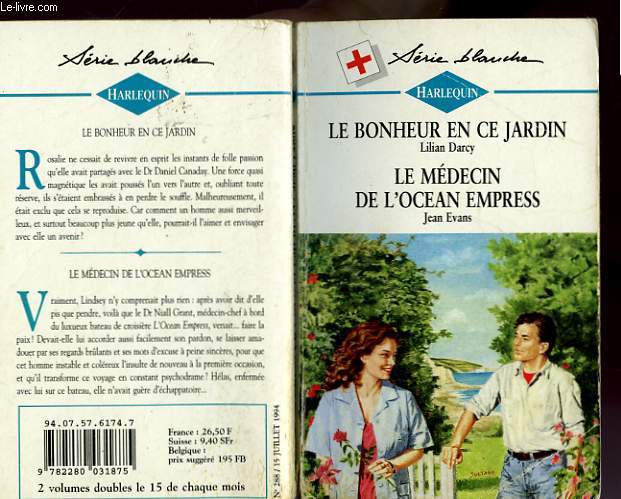 Le-livre.com
Série blanche
HARLEQUIN
LE BONHEUR EN CE JARDIN
Rosalie ne cessait de revivre en esprit les instants de folle passion
qu'elle avait partagés avec le Dr Daniel Canaday. Une force quasi
magnétique les avait poussés l'un vers l'autre et, oubliant toute
réserve, ils s'étaient embrassés à en perdre le souffle. Malheureusement, il
était exclu que cela se reproduise. Car comment un homme aussi merveil-
leux, et surtout beaucoup plus jeune qu'elle, pourrait-il l'aimer et envisager
avec elle un avenir ?
LE MÉDECIN DE L'OCEAN EMPRESS
Vraiment, Lindsey n'y comprenait plus rien : après avoir dit d'elle
pis que pendre, voilà que le Dr Niall Grant, médecin-chef à bord
du luxueux bateau de croisière L'Ocean Empress, venait... faire la
paix ! Devait-elle lui accorder aussi facilement son pardon, se laisser ama-
douer par ses regards brûlants et ses mots d'excuse à peine sincères, pour que
cet homme instable et coléreux l'insulte de nouveau à la première occasion,
et qu'il transforme ce voyage en constant psychodrame ? Hélas, enfermée
avec lui sur ce bateau, elle n'avait guère d'échappatoire...
94.07.57.6174.7
9 782280 031875
France : 26,50 F
Suisse : 9,40 SFr
Belgique :
prix suggéré 195 FB
2 volumes doubles le 15 de chaque mois
N° 288 / 15 JUILLET 1994
Série blanche
HARLEQUIN
LE BONHEUR EN CE JARDIN
Lilian Darcy
LE MÉDECIN
DE L'OCEAN EMPRESS
Jean Evans